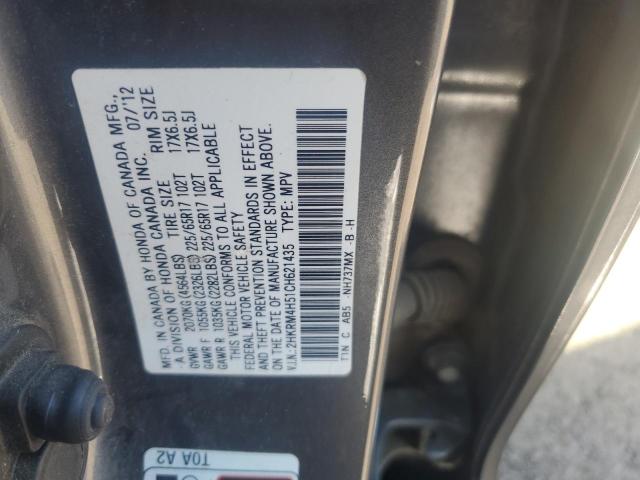 MFD. IN CANADA BY HONDA OF CANADA MFG.,
A DIVISION OF HONDA CANADA INC. 07/'12
TIRE SIZE RIM SIZE
GVWR 2070KG(4564LBS)
GAWR F 1055KG(2326LBS) 225/65R17 102T 17X6.5J
GAWR R 1035KG(2282LBS) 225/65R17 102T 17X6.5J
THIS VEHICLE CONFORMS TO ALL APPLICABLE
FEDERAL MOTOR VEHICLE SAFETY
AND THEFT PREVENTION STANDARDS IN EFFECT
ON THE DATE OF MANUFACTURE SHOWN ABOVE.
V.I.N.: 2HKRM4H51CH621435 TYPE: MPV
T1N C AB5 NH737MX -B -H
T0A A2